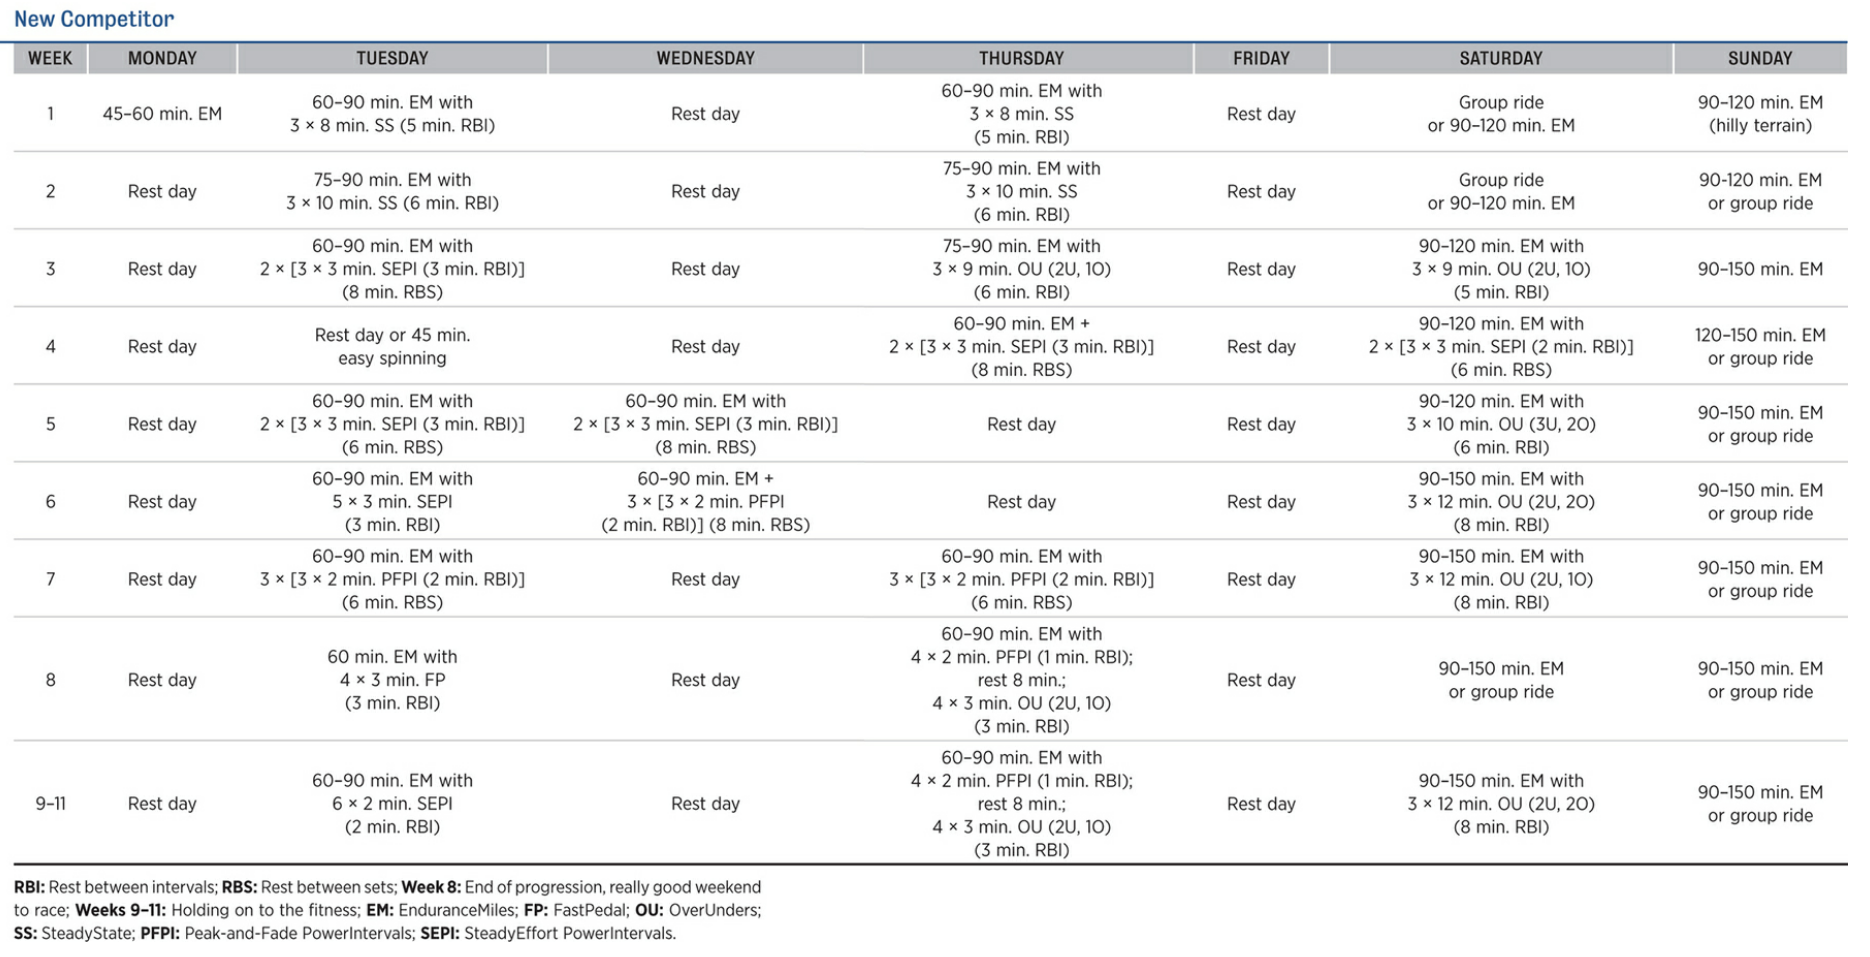 New Competitor
WEEK MONDAY TUESDAY WEDNESDAY THURSDAY FRIDAY SATURDAY SUNDAY
1
45–60 min. EM
60–90 min. EM with
3 × 8 min. SS (5 min. RBI)
Rest day
60–90 min. EM with
3 × 8 min. SS
(5 min. RBI)
Rest day
Group ride
or 90–120 min. EM
90–120 min. EM
(hilly terrain)
2
Rest day
75–90 min. EM with
3 × 10 min. SS (6 min. RBI)
Rest day
75–90 min. EM with
3 × 10 min. SS
(6 min. RBI)
Rest day
Group ride
or 90–120 min. EM
90-120 min. EM
or group ride
3
Rest day
60–90 min. EM with
2 × [3 × 3 min. SEPI (3 min. RBI)]
(8 min. RBS)
Rest day
75–90 min. EM with
3 × 9 min. OU (2U, 1O)
(6 min. RBI)
Rest day
90–120 min. EM with
3 × 9 min. OU (2U, 1O)
(5 min. RBI)
90–150 min. EM
4
Rest day
Rest day or 45 min.
easy spinning
Rest day
60–90 min. EM +
2 × [3 × 3 min. SEPI (3 min. RBI)]
(8 min. RBS)
Rest day
90–120 min. EM with
2 × [3 × 3 min. SEPI (2 min. RBI)]
(6 min. RBS)
120–150 min. EM
or group ride
5
Rest day
60–90 min. EM with
2 × [3 × 3 min. SEPI (3 min. RBI)]
(6 min. RBS)
60–90 min. EM with
2 × [3 × 3 min. SEPI (3 min. RBI)]
(8 min. RBS)
Rest day
Rest day
90–120 min. EM with
3 × 10 min. OU (3U, 2O)
(6 min. RBI)
90–150 min. EM
or group ride
6
Rest day
60–90 min. EM with
5 × 3 min. SEPI
(3 min. RBI)
60–90 min. EM +
3 × [3 × 2 min. PFPI
(2 min. RBI)] (8 min. RBS)
Rest day
Rest day
90–150 min. EM with
3 × 12 min. OU (2U, 2O)
(8 min. RBI)
90–150 min. EM
or group ride
7
Rest day
60–90 min. EM with
3 × [3 × 2 min. PFPI (2 min. RBI)]
(6 min. RBS)
Rest day
60–90 min. EM with
3 × [3 × 2 min. PFPI (2 min. RBI)]
(6 min. RBS)
Rest day
90–150 min. EM with
3 × 12 min. OU (2U, 1O)
(8 min. RBI)
90–150 min. EM
or group ride
8
Rest day
60 min. EM with
4 × 3 min. FP
(3 min. RBI)
Rest day
60–90 min. EM with
4 × 2 min. PFPI (1 min. RBI);
rest 8 min.;
4 × 3 min. OU (2U, 1O)
(3 min. RBI)
Rest day
90–150 min. EM
or group ride
90–150 min. EM
or group ride
9–11
Rest day
60–90 min. EM with
6 × 2 min. SEPI
(2 min. RBI)
Rest day
60–90 min. EM with
4 × 2 min. PFPI (1 min. RBI);
rest 8 min.;
4 × 3 min. OU (2U, 1O)
(3 min. RBI)
Rest day
90–150 min. EM with
3 × 12 min. OU (2U, 2O)
(8 min. RBI)
90–150 min. EM
or group ride
RBI: Rest between intervals; RBS: Rest between sets; Week 8: End of progression, really good weekend
to race; Weeks 9–11: Holding on to the fitness; EM: EnduranceMiles; FP: FastPedal; OU: OverUnders;
SS: SteadyState; PFPI: Peak-and-Fade PowerIntervals; SEPI: SteadyEffort PowerIntervals.